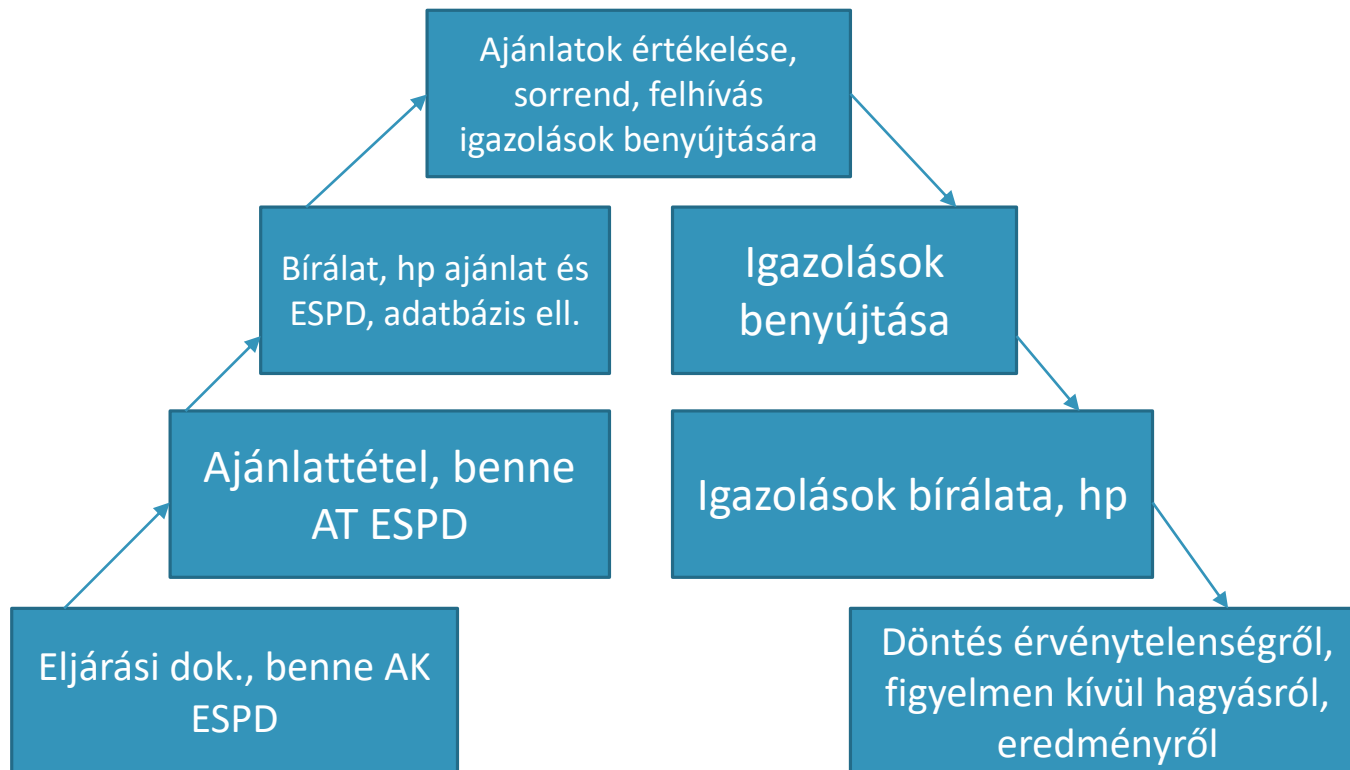 Ajánlatok értékelése,
sorrend, felhívás
igazolások benyújtására
Bírálat, hp ajánlat és
ESPD, adatbázis ell.
Igazolások
benyújtása
Ajánlattétel, benne
AT ESPD
Igazolások bírálata, hp
Eljárási dok., benne AK
ESPD
Döntés érvénytelenségről,
figyelmen kívül hagyásról,
eredményről